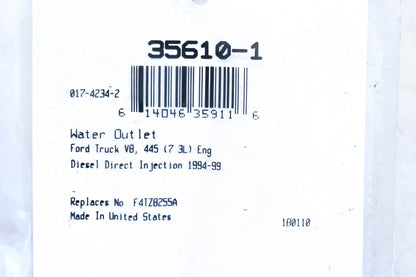 35610-1
017-4234-2
6 14046 35911 6
Water Outlet
Ford Truck V8, 445 (7 3L) Eng
Diesel Direct Injection 1994-99
Replaces No F4TZ8255A
Made In United States
180110